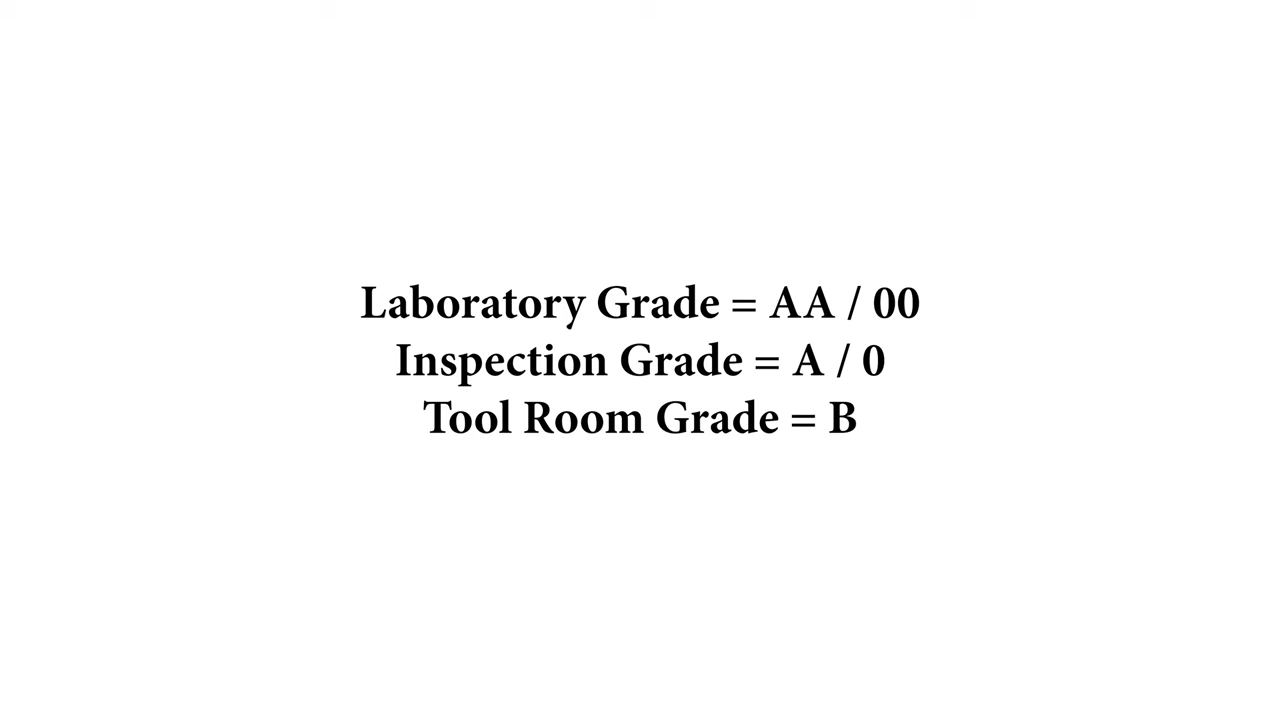 Laboratory Grade = AA / 00
Inspection Grade = A / 0
Tool Room Grade = B